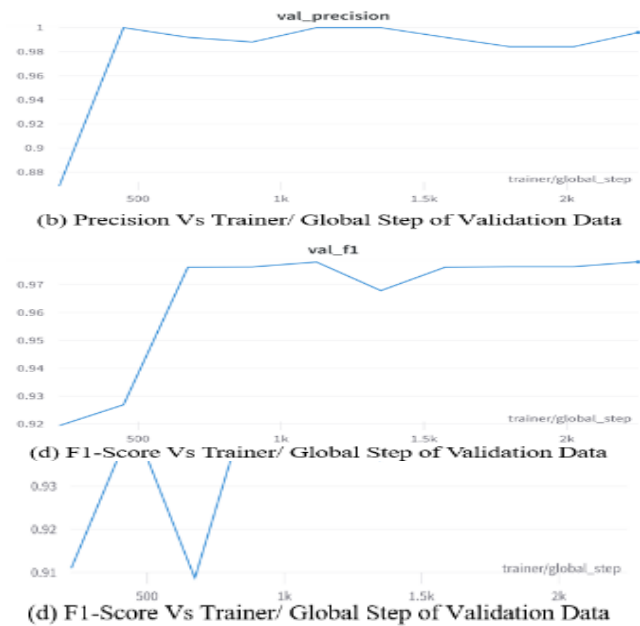 val_precision
1
0.98
0.96
0.94
0.92
0.9
0.88
trainer/global_step
500 1k 1.5k 2k
(b) Precision Vs Trainer/ Global Step of Validation Data
val_f1
0.97
0.96
0.95
0.94
0.93
0.92
trainer/global_step
500 1k 1.5k 2k
(d) F1-Score Vs Trainer/ Global Step of Validation Data
0.93
0.92
0.91
trainer/global_step
500 1k 1.5k 2k
(d) F1-Score Vs Trainer/ Global Step of Validation Data